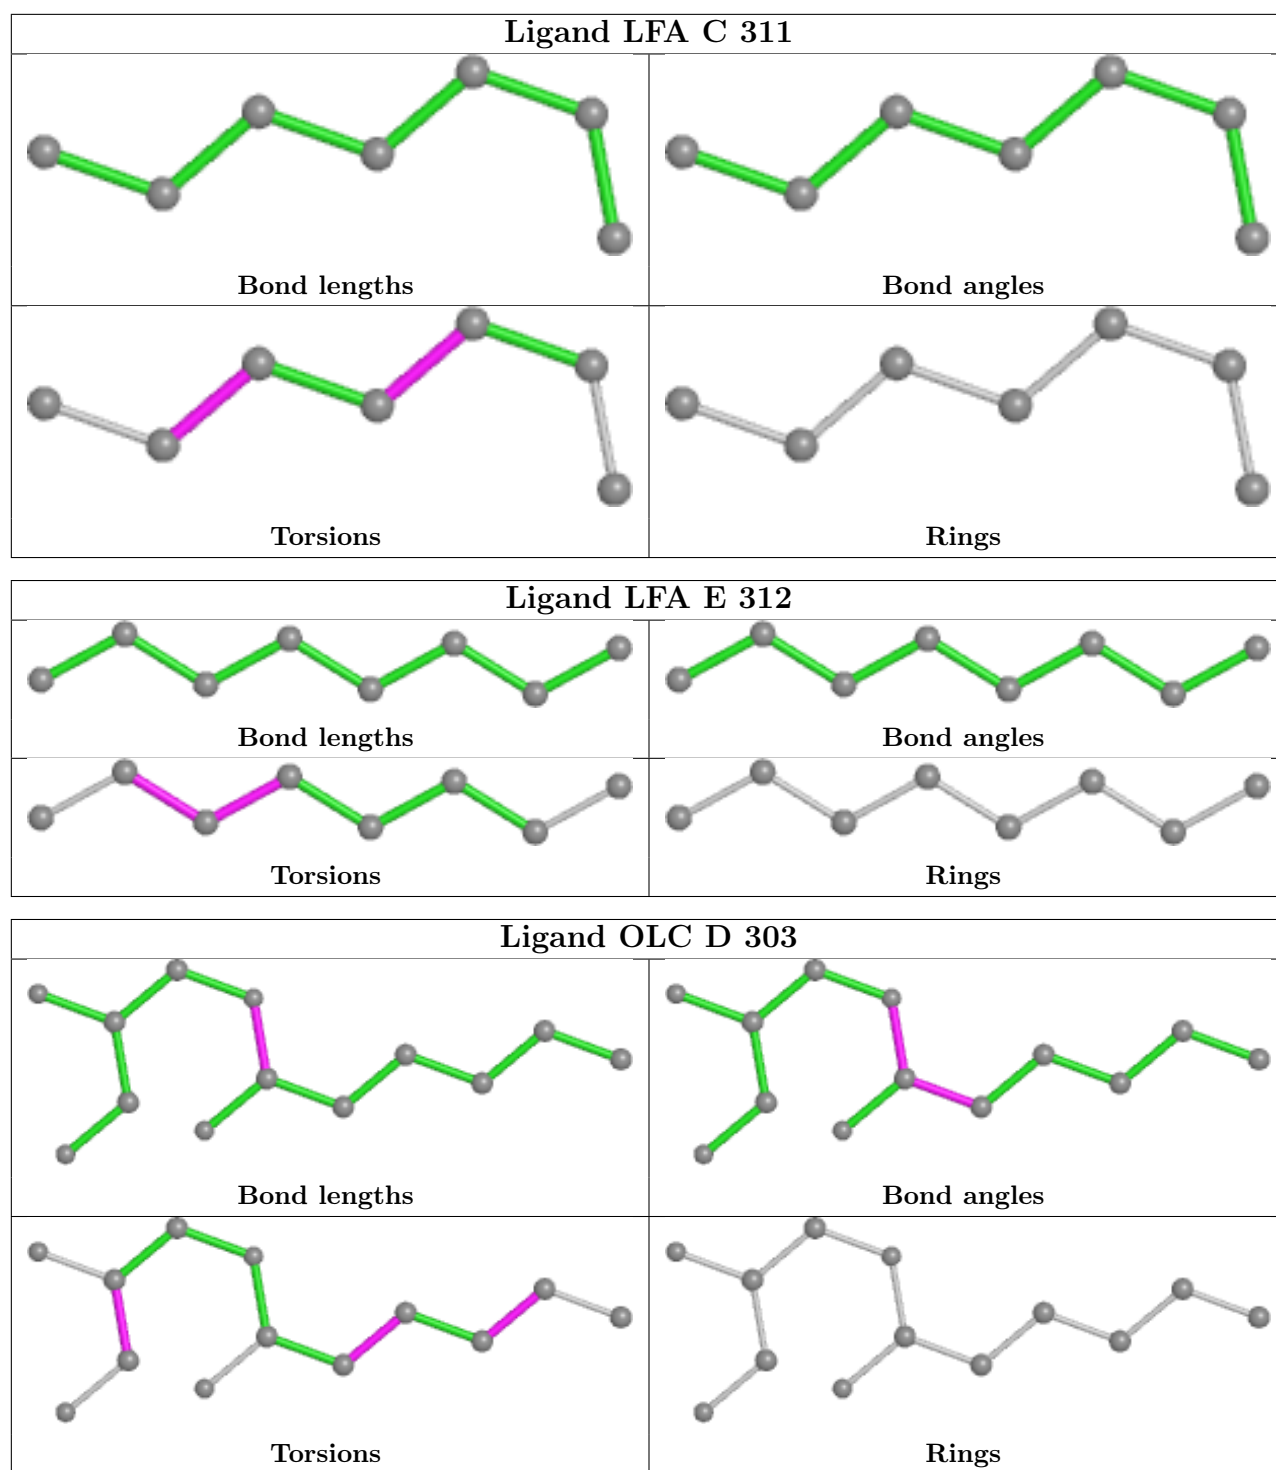 Ligand LFA C 311
Bond lengths
Bond angles
Torsions
Rings
Ligand LFA E 312
Bond lengths
Bond angles
Torsions
Rings
Ligand OLC D 303
Bond lengths
Bond angles
Torsions
Rings